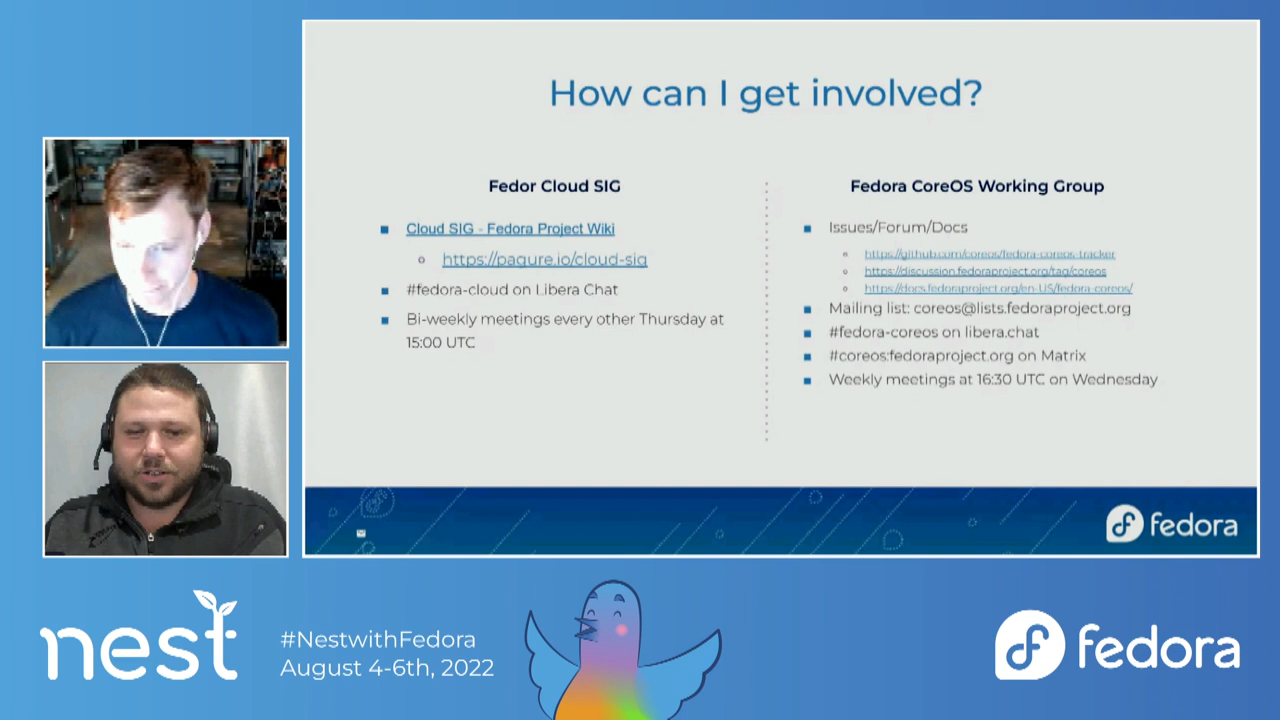 How can I get involved?
Fedor Cloud SIG
Cloud SIG - Fedora Project Wiki
https://pagure.io/cloud-sig
#fedora-cloud on Libera Chat
Bi-weekly meetings every other Thursday at
15:00 UTC
Fedora CoreOS Working Group
Issues/Forum/Docs
https://github.com/coreos/fedora-coreos-tracker
https://discussion.fedoraproject.org/tag/coreos
https://docs.fedoraproject.org/en-US/fedora-coreos/
Mailing list: coreos@lists.fedoraproject.org
#fedora-coreos on libera.chat
#coreos:fedoraproject.org on Matrix
Weekly meetings at 16:30 UTC on Wednesday
fedora
nest
#NestwithFedora
August 4-6th, 2022
fedora